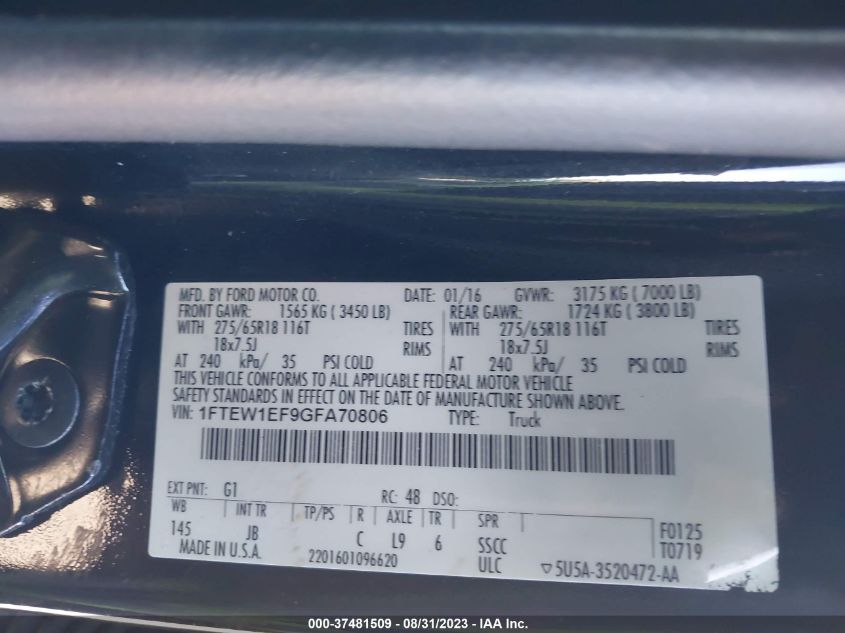 MFD. BY FORD MOTOR CO. DATE: 01/16 GVWR: 3175 KG ( 7000 LB)
FRONT GAWR: 1565 KG ( 3450 LB) REAR GAWR: 1724 KG ( 3800 LB)
WITH 275/65R18 116T TIRES WITH 275/65R18 116T TIRES
18x7.5J RIMS 18x7.5J RIMS
AT 240 kPa/ 35 PSI COLD AT 240 kPa/ 35 PSI COLD
THIS VEHICLE CONFORMS TO ALL APPLICABLE FEDERAL MOTOR VEHICLE
SAFETY STANDARDS IN EFFECT ON THE DATE OF MANUFACTURE SHOWN ABOVE.
VIN: 1FTEW1EF9GFA70806 TYPE: Truck
EXT PNT: G1 RC: 48 DSO:
WB INT TR TP/PS R AXLE TR SPR F0125
145 JB C L9 6 SSCC T0719
MADE IN U.S.A. 2201601096620 ULC ▽5U5A-3520472-AA
000-37481509 - 08/31/2023 - IAA Inc.